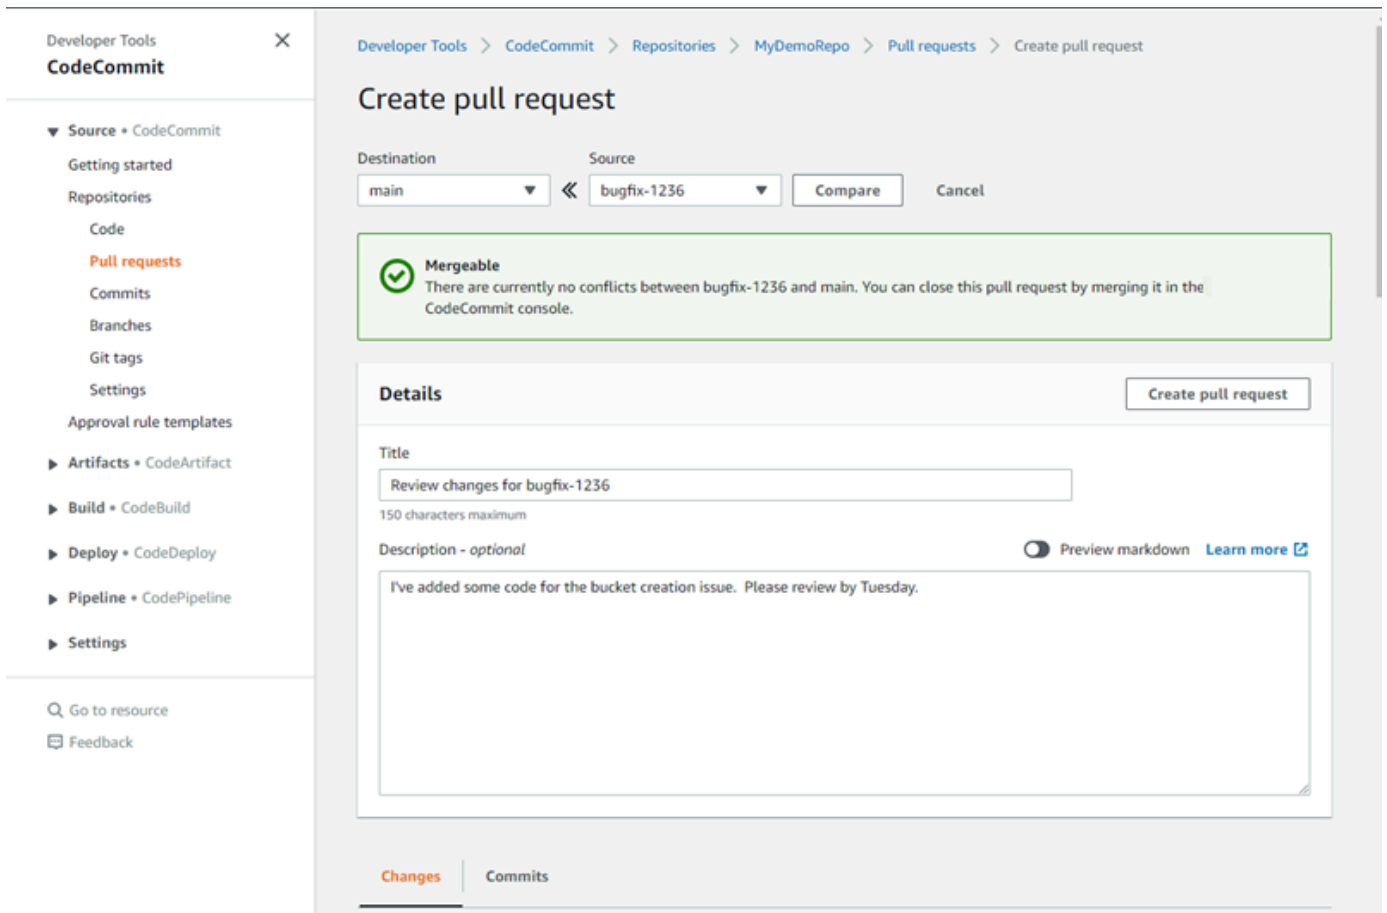 Developer Tools
CodeCommit
Source • CodeCommit
Getting started
Repositories
Code
Pull requests
Commits
Branches
Git tags
Settings
Approval rule templates
Artifacts • CodeArtifact
Build • CodeBuild
Deploy • CodeDeploy
Pipeline • CodePipeline
Settings
Go to resource
Feedback
Developer Tools > CodeCommit > Repositories > MyDemoRepo > Pull requests > Create pull request
Create pull request
Destination Source
main bugfix-1236 Compare Cancel
Mergeable
There are currently no conflicts between bugfix-1236 and main. You can close this pull request by merging it in the
CodeCommit console.
Details Create pull request
Title
Review changes for bugfix-1236
150 characters maximum
Description - optional Preview markdown Learn more
I've added some code for the bucket creation issue.  Please review by Tuesday.
Changes Commits